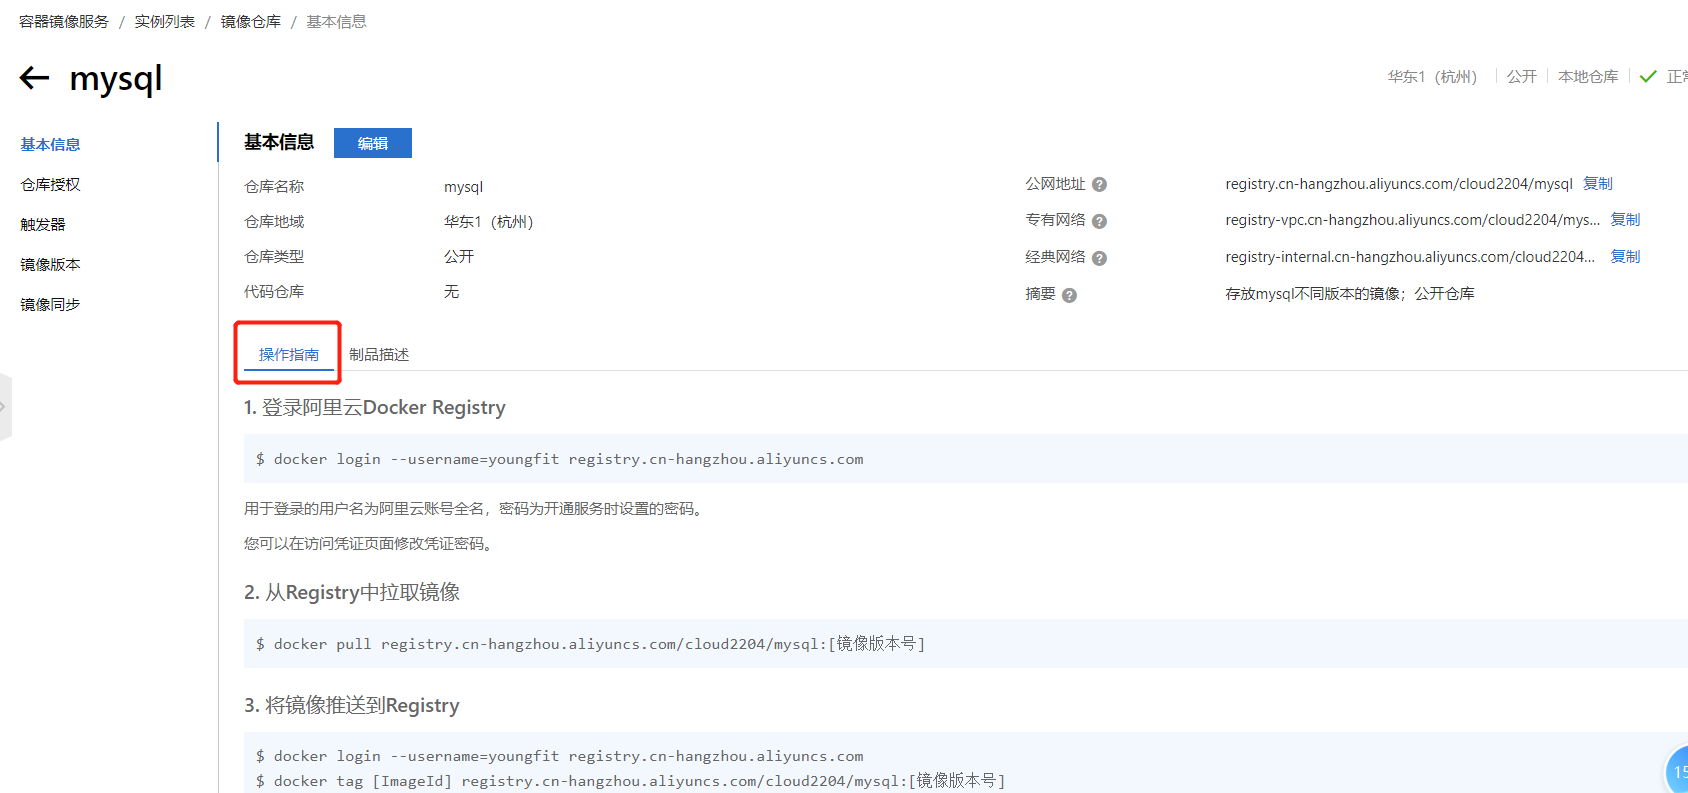 容器镜像服务 / 实例列表 / 镜像仓库 / 基本信息
← mysql
华东1（杭州） 公开 本地仓库 正常
基本信息
仓库授权
触发器
镜像版本
镜像同步
基本信息 编辑
仓库名称 mysql
仓库地域 华东1（杭州）
仓库类型 公开
代码仓库 无
公网地址 registry.cn-hangzhou.aliyuncs.com/cloud2204/mysql 复制
专有网络 registry-vpc.cn-hangzhou.aliyuncs.com/cloud2204/mys... 复制
经典网络 registry-internal.cn-hangzhou.aliyuncs.com/cloud2204... 复制
摘要 存放mysql不同版本的镜像；公开仓库
操作指南 制品描述
1. 登录阿里云Docker Registry
$ docker login --username=youngfit registry.cn-hangzhou.aliyuncs.com
用于登录的用户名为阿里云账号全名，密码为开通服务时设置的密码。
您可以在访问凭证页面修改凭证密码。
2. 从Registry中拉取镜像
$ docker pull registry.cn-hangzhou.aliyuncs.com/cloud2204/mysql:[镜像版本号]
3. 将镜像推送到Registry
$ docker login --username=youngfit registry.cn-hangzhou.aliyuncs.com
$ docker tag [ImageId] registry.cn-hangzhou.aliyuncs.com/cloud2204/mysql:[镜像版本号]